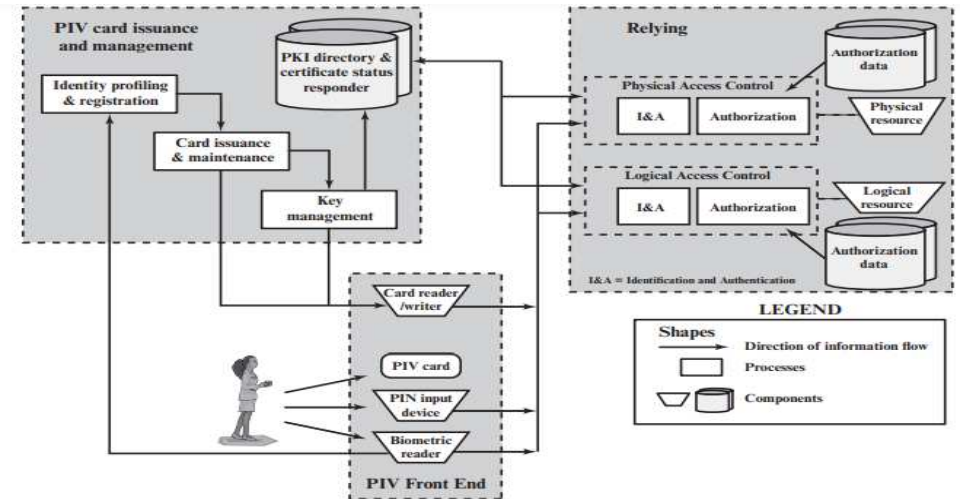 PIV card issuance
and management
PKI directory &
certificate status
responder
Identity profiling
& registration
Card issuance
& maintenance
Key
management
Relying
Authorization
data
Physical Access Control
I&A
Authorization
Physical
resource
Logical Access Control
I&A
Authorization
Logical
resource
Authorization
data
I&A = Identification and Authentication
Card reader
/writer
PIV card
PIN input
device
Biometric
reader
PIV Front End
LEGEND
Shapes
Direction of information flow
Processes
Components